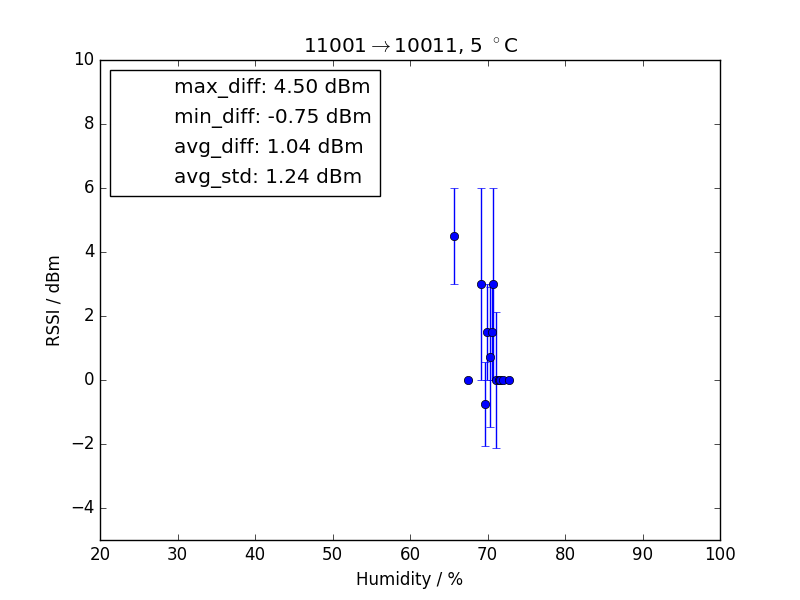 11001→10011, 5 °C
max_diff: 4.50 dBm
min_diff: -0.75 dBm
avg_diff: 1.04 dBm
avg_std: 1.24 dBm
RSSI / dBm
10
8
6
4
2
0
−2
−4
20 30 40 50 60 70 80 90 100
Humidity / %